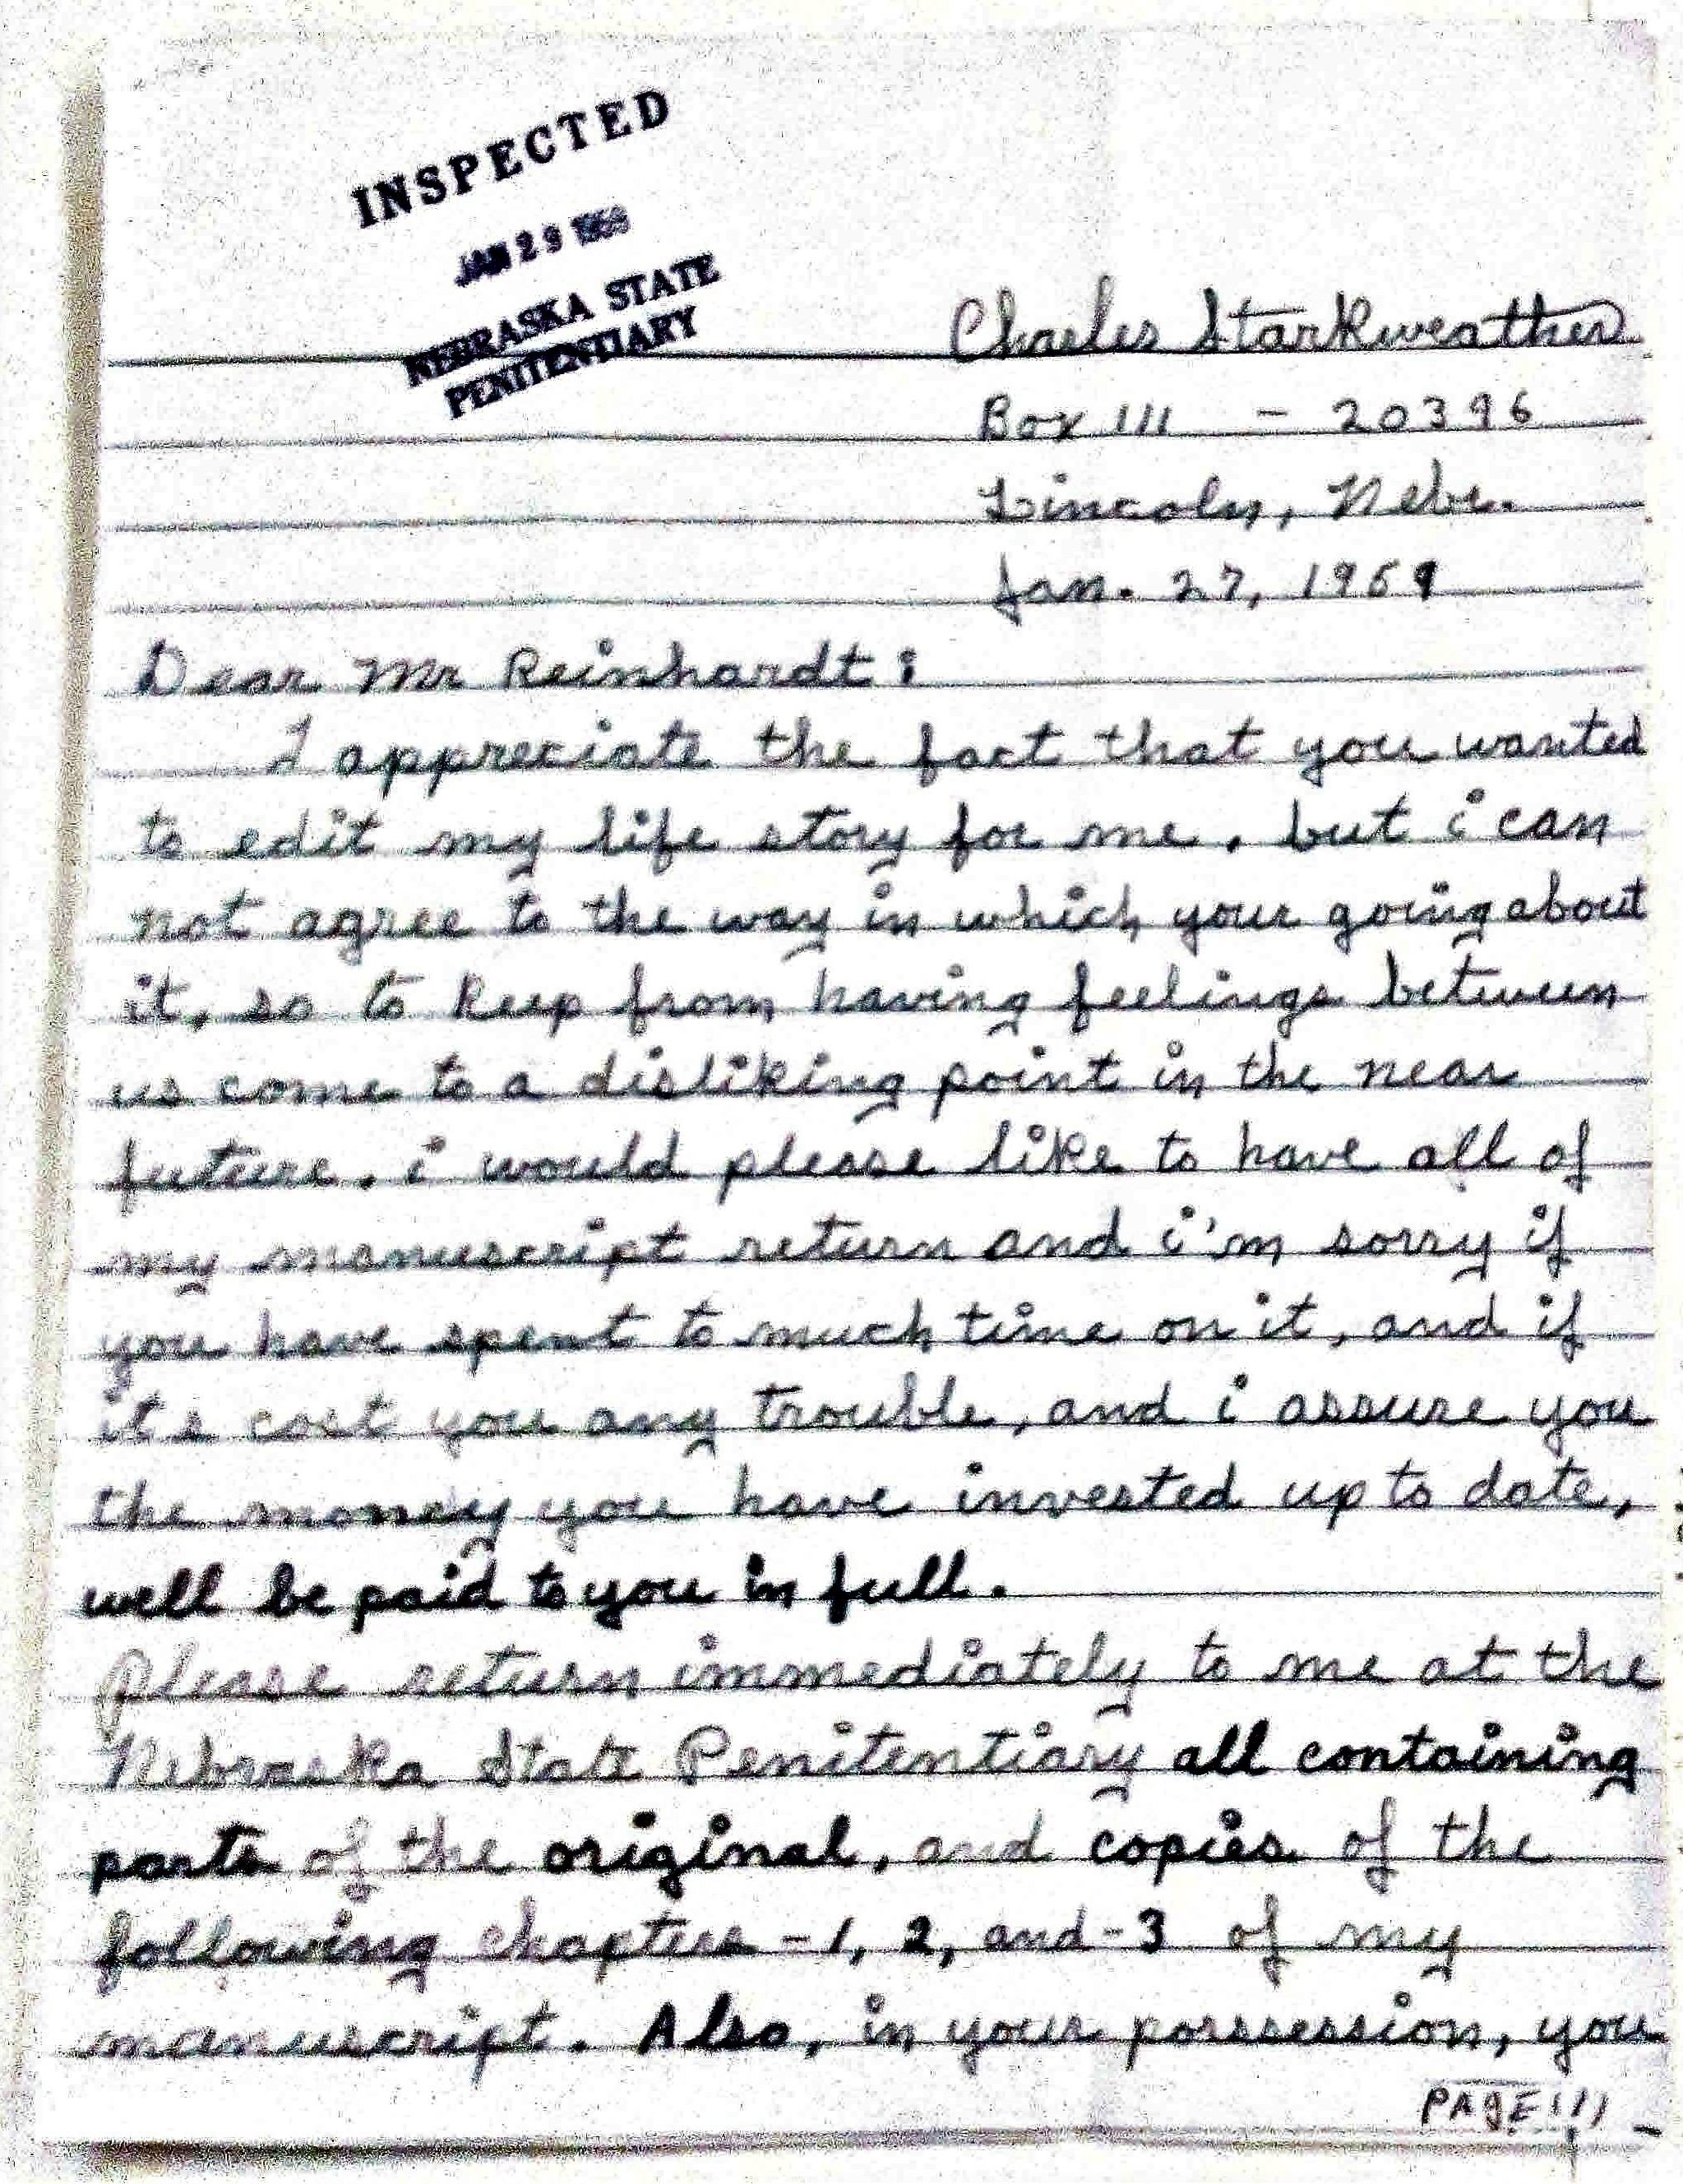 INSPECTED
JAN 29 1959
NEBRASKA STATE
PENITENTIARY
Charles Starkweather
Box 111 - 20396
Lincoln, Nebr.
Jan. 27, 1959
Dear Mr Reinhardt:
I appreciate the fact that you wanted
to edit my life story for me, but i can
not agree to the way in which your going about
it, so to keep from having feelings between
us come to a disliking point in the near
future. i would please like to have all of
my manuscript return and i'm sorry if
you have spent to much time on it, and if
it's cost you any trouble, and i assure you
the money you have invested up to date,
well be paid to you in full.
Please return immediately to me at the
Nebraska State Penitentiary all containing
parts of the original, and copies of the
following chapters - 1, 2, and - 3 of my
manuscript. Also, in your porssession, you
PAGE